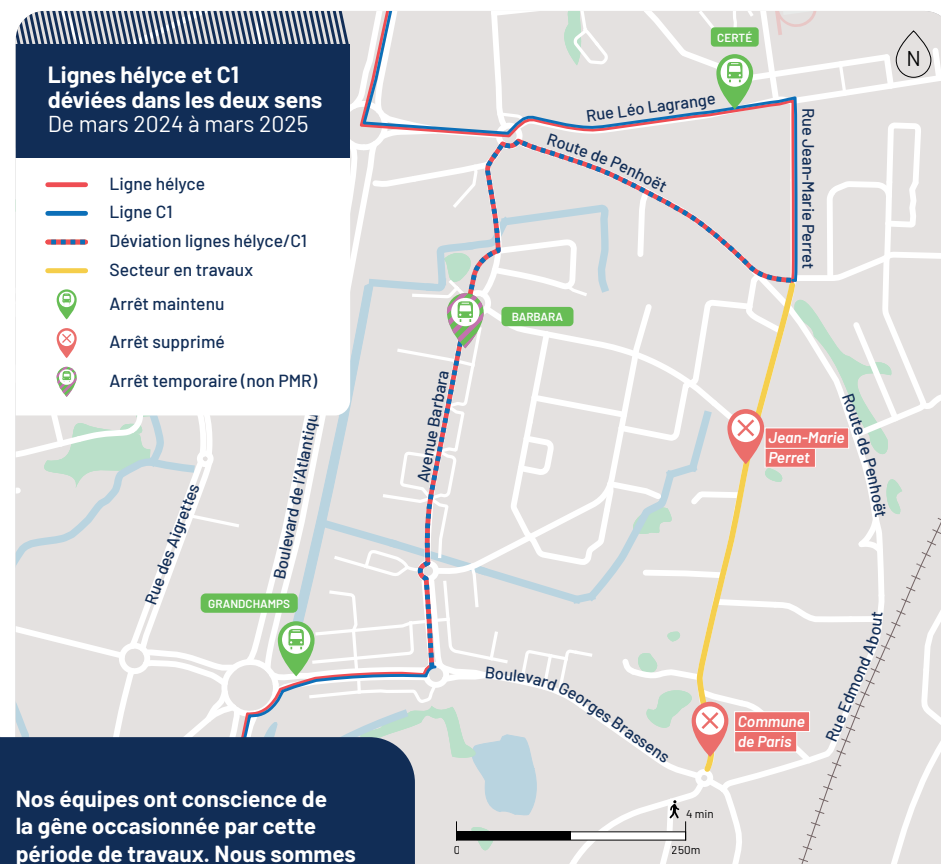 Lignes hélyce et C1
déviées dans les deux sens
De mars 2024 à mars 2025
Ligne hélyce
Ligne C1
Déviation lignes hélyce/C1
Secteur en travaux
Arrêt maintenu
Arrêt supprimé
Arrêt temporaire (non PMR)
CERTÉ
N
Rue Léo Lagrange
Route de Penhoët
Rue Jean-Marie Perret
BARBARA
Avenue Barbara
Jean-Marie
Perret
Route de Penhoët
Boulevard de l'Atlantiqu
Rue des Aigrettes
GRANDCHAMPS
Boulevard Georges Brassens
Rue Edmond About
Commune
de Paris
Nos équipes ont conscience de
la gêne occasionnée par cette
période de travaux. Nous sommes
4 min
0
250m